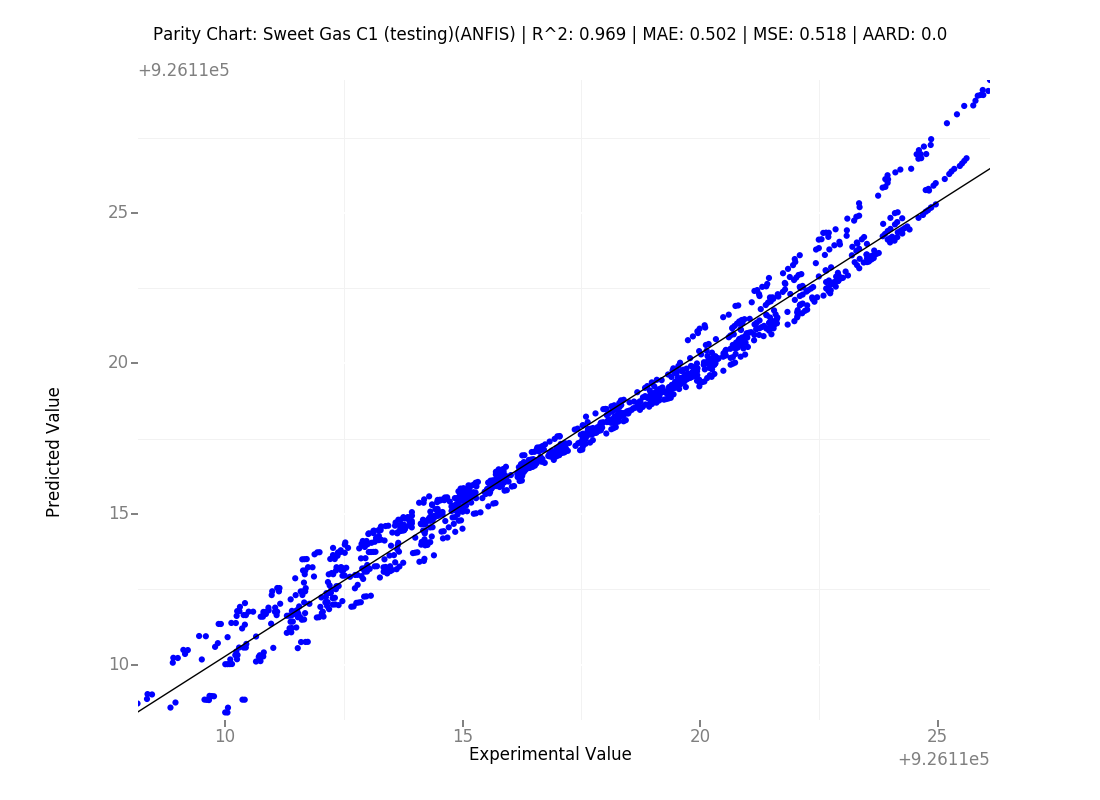 Parity Chart: Sweet Gas C1 (testing)(ANFIS) | R^2: 0.969 | MAE: 0.502 | MSE: 0.518 | AARD: 0.0
+9.2611e5
25
20
15
10
Predicted Value
10
15
20
25
Experimental Value
+9.2611e5